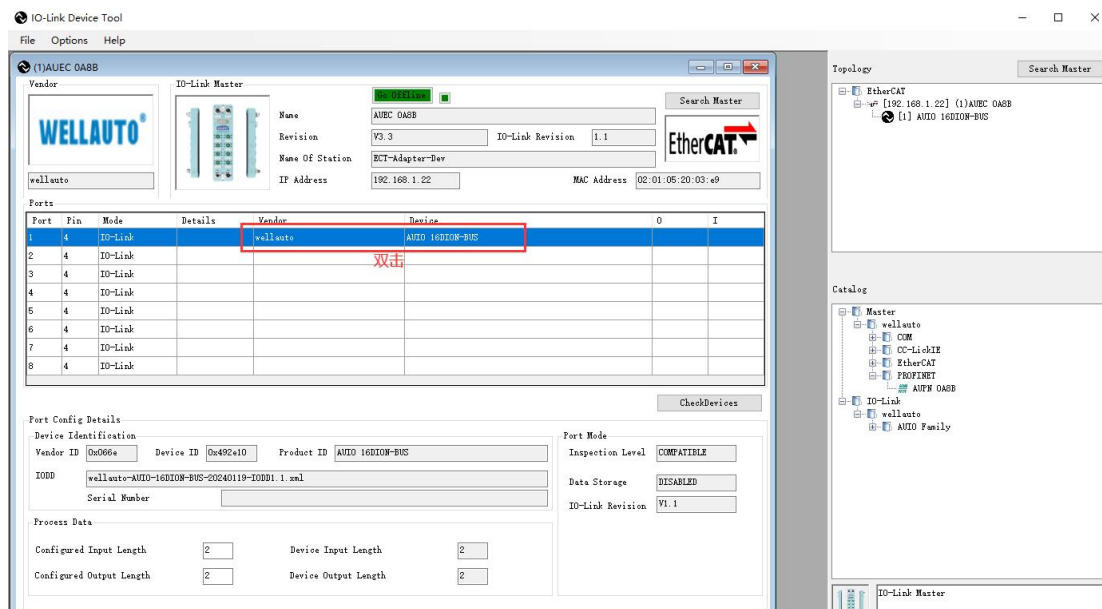 IO-Link Device Tool
File Options Help
(1)AUEC 0A8B
Vendor
WELLAUTO®
wellauto
IO-Link Master
Go Offline
Search Master
Name AUEC 0A8B
Revision V3.3 IO-Link Revision 1.1
Name Of Station ECT-Adapter-Dev
EtherCAT.
IP Address 192.168.1.22 MAC Address 02:01:05:20:03:e9
Ports
Port Pin Mode Details Vendor Device O I
1 4 IO-Link wellauto AUIO 16DION-BUS
双击
2 4 IO-Link
3 4 IO-Link
4 4 IO-Link
5 4 IO-Link
6 4 IO-Link
7 4 IO-Link
8 4 IO-Link
CheckDevices
Port Config Details
Device Identification
Vendor ID 0x066e Device ID 0x492e10 Product ID AUIO 16DION-BUS
IODD wellauto-AUIO-16DION-BUS-20240119-IODD1.1.xml
Serial Number
Process Data
Configured Input Length 2 Device Input Length 2
Configured Output Length 2 Device Output Length 2
Port Mode
Inspection Level COMPATIBLE
Data Storage DISABLED
IO-Link Revision V1.1
Topology
Search Master
EtherCAT
[192.168.1.22] (1)AUEC 0A8B
[1] AUIO 16DION-BUS
Catalog
Master
wellauto
COM
CC-LickIE
EtherCAT
PROFINET
AUPN 0A8B
IO-Link
wellauto
AUIO Family
IO-Link Master